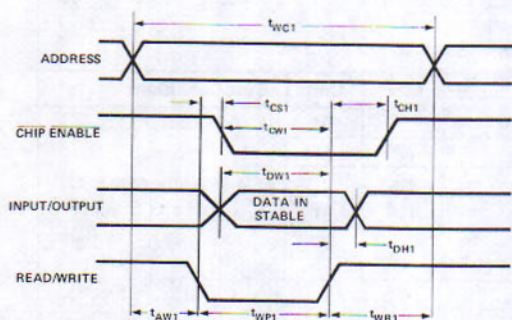 tWC1
ADDRESS
tCS1
tCH1
CHIP ENABLE
tCW1
tDW1
INPUT/OUTPUT
DATA IN
STABLE
tDH1
READ/WRITE
tAW1
tWP1
tWR1